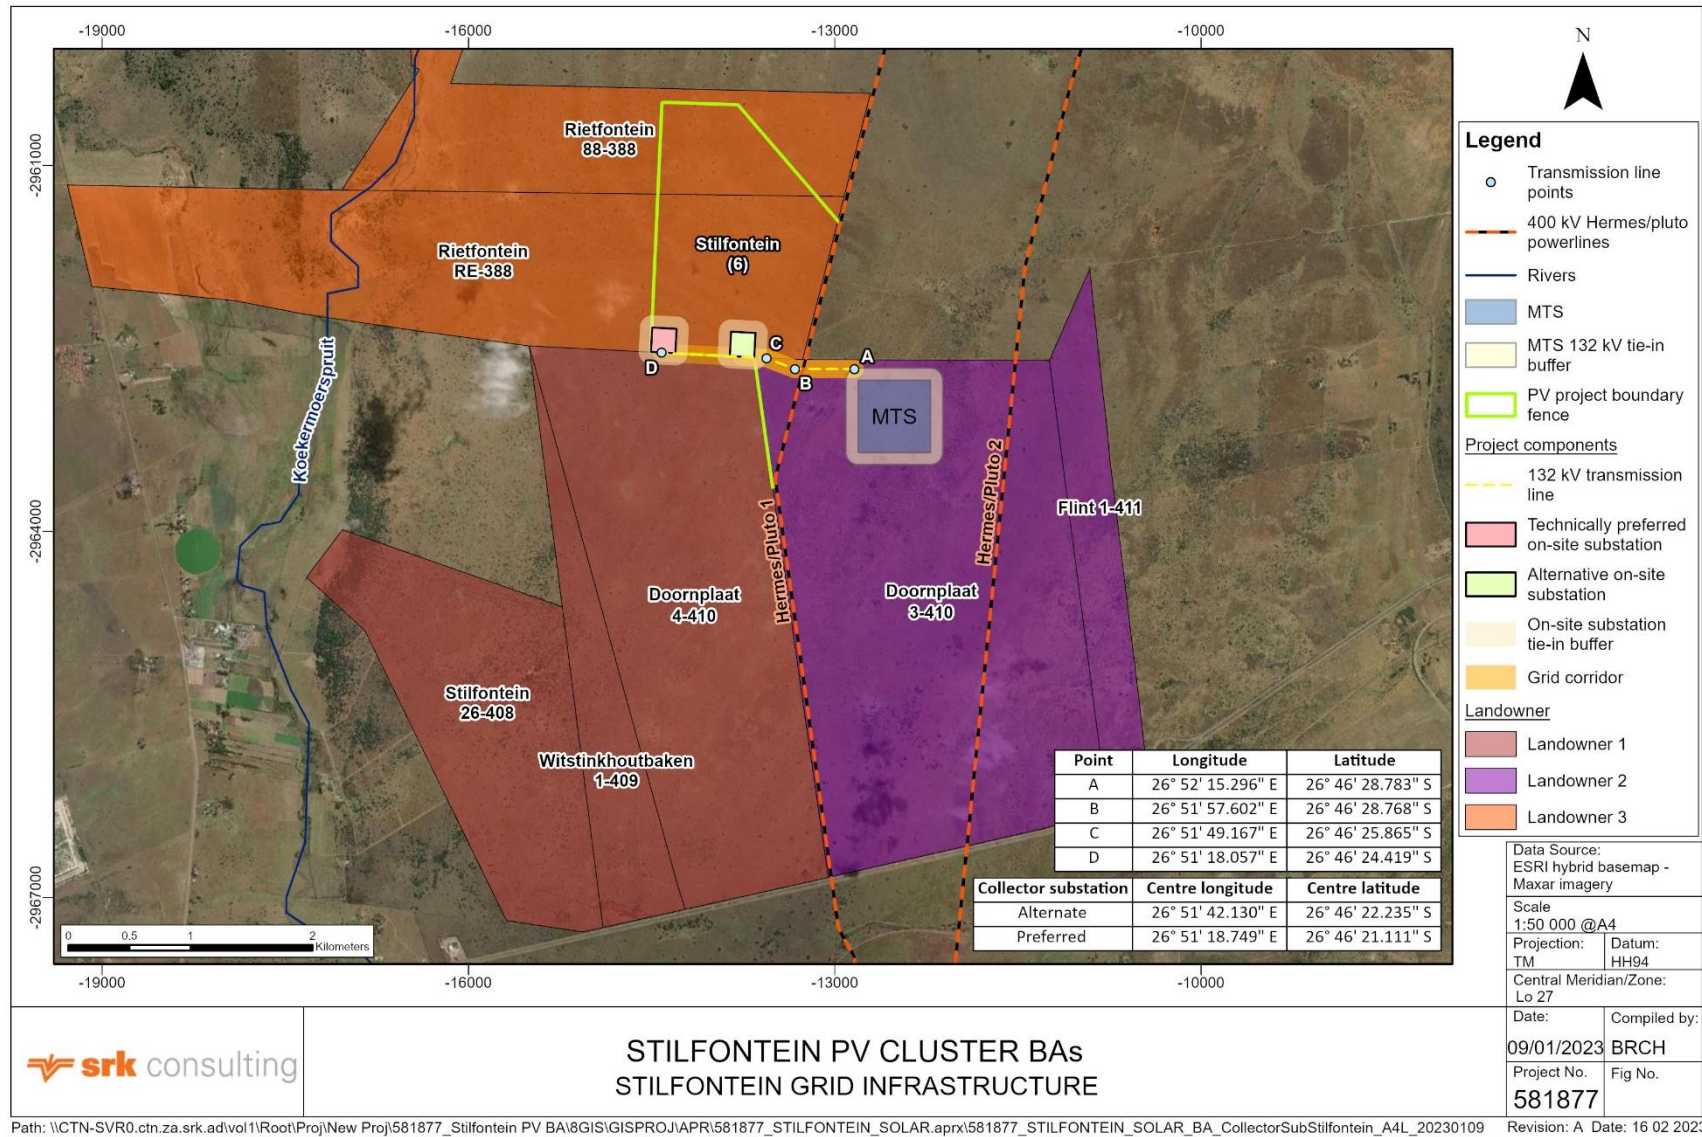 -19000
-16000
-13000
-10000
N
-2961000
-2964000
-2967000
Rietfontein
88-388
Rietfontein
RE-388
Stilfontein
(6)
D
C
B
A
MTS
Koekermoerspruit
Hermes/Pluto 1
Hermes/Pluto 2
Flint 1-411
Doornplaat
4-410
Doornplaat
3-410
Stilfontein
26-408
Witstinkhoutbaken
1-409
Point Longitude Latitude
A 26° 52' 15.296" E 26° 46' 28.783" S
B 26° 51' 57.602" E 26° 46' 28.768" S
C 26° 51' 49.167" E 26° 46' 25.865" S
D 26° 51' 18.057" E 26° 46' 24.419" S
Collector substation Centre longitude Centre latitude
Alternate 26° 51' 42.130" E 26° 46' 22.235" S
Preferred 26° 51' 18.749" E 26° 46' 21.111" S
0 0.5 1 2
Kilometers
-19000
-16000
-13000
-10000
Legend
Transmission line
points
400 kV Hermes/pluto
powerlines
Rivers
MTS
MTS 132 kV tie-in
buffer
PV project boundary
fence
Project components
132 kV transmission
line
Technically preferred
on-site substation
Alternative on-site
substation
On-site substation
tie-in buffer
Grid corridor
Landowner
Landowner 1
Landowner 2
Landowner 3
Data Source:
ESRI hybrid basemap -
Maxar imagery
Scale
1:50 000 @A4
Projection:
TM
Datum:
HH94
Central Meridian/Zone:
Lo 27
Date:
09/01/2023
Compiled by:
BRCH
Project No.
581877
Fig No.
srk consulting
STILFONTEIN PV CLUSTER BAs
STILFONTEIN GRID INFRASTRUCTURE
Path: \\CTN-SVR0.ctn.za.srk.ad\vol1\Root\Proj\New Proj\581877_Stilfontein PV BA\8GIS\GISPROJ\APR\581877_STILFONTEIN_SOLAR.aprx\581877_STILFONTEIN_SOLAR_BA_CollectorSubStilfontein_A4L_20230109
Revision: A Date: 16 02 202